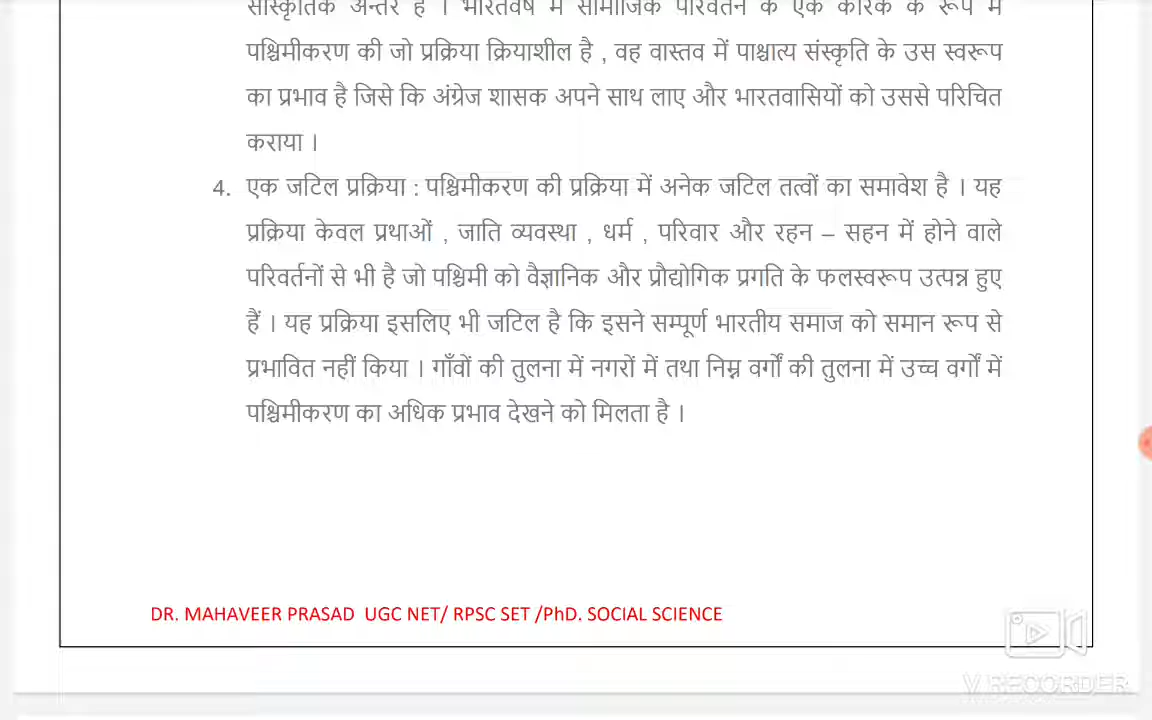 सांस्कृतिक अन्तर है । भारतवर्ष में सामाजिक परिवर्तन के एक कारक के रूप में
पश्चिमीकरण की जो प्रक्रिया क्रियाशील है , वह वास्तव में पाश्चात्य संस्कृति के उस स्वरूप
का प्रभाव है जिसे कि अंग्रेज शासक अपने साथ लाए और भारतवासियों को उससे परिचित
कराया ।
4. एक जटिल प्रक्रिया : पश्चिमीकरण की प्रक्रिया में अनेक जटिल तत्वों का समावेश है । यह
प्रक्रिया केवल प्रथाओं , जाति व्यवस्था , धर्म , परिवार और रहन – सहन में होने वाले
परिवर्तनों से भी है जो पश्चिमी को वैज्ञानिक और प्रौद्योगिक प्रगति के फलस्वरूप उत्पन्न हुए
हैं । यह प्रक्रिया इसलिए भी जटिल है कि इसने सम्पूर्ण भारतीय समाज को समान रूप से
प्रभावित नहीं किया । गाँवों की तुलना में नगरों में तथा निम्न वर्गों की तुलना में उच्च वर्गों में
पश्चिमीकरण का अधिक प्रभाव देखने को मिलता है ।
DR. MAHAVEER PRASAD UGC NET/ RPSC SET /PhD. SOCIAL SCIENCE
V RECORDER